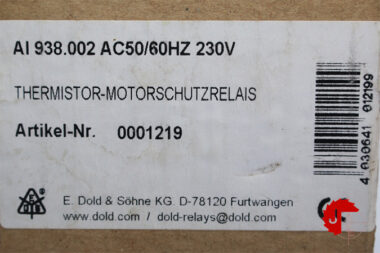 AI 938.002 AC50/60HZ 230V
THERMISTOR-MOTORSCHUTZRELAIS
Artikel-Nr. 0001219
E. Dold & Söhne KG. D-78120 Furtwangen
www.dold.com / dold-relays@dold.com
4 030641 012199